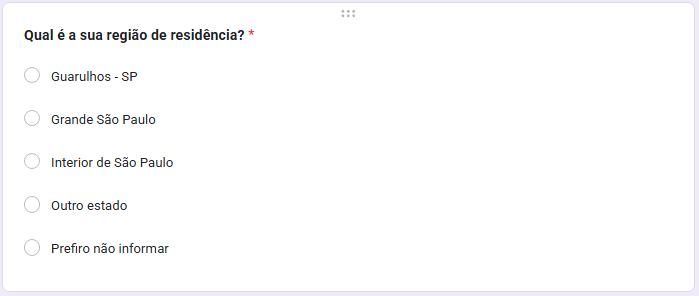 Qual é a sua região de residência? *
Guarulhos - SP
Grande São Paulo
Interior de São Paulo
Outro estado
Prefiro não informar